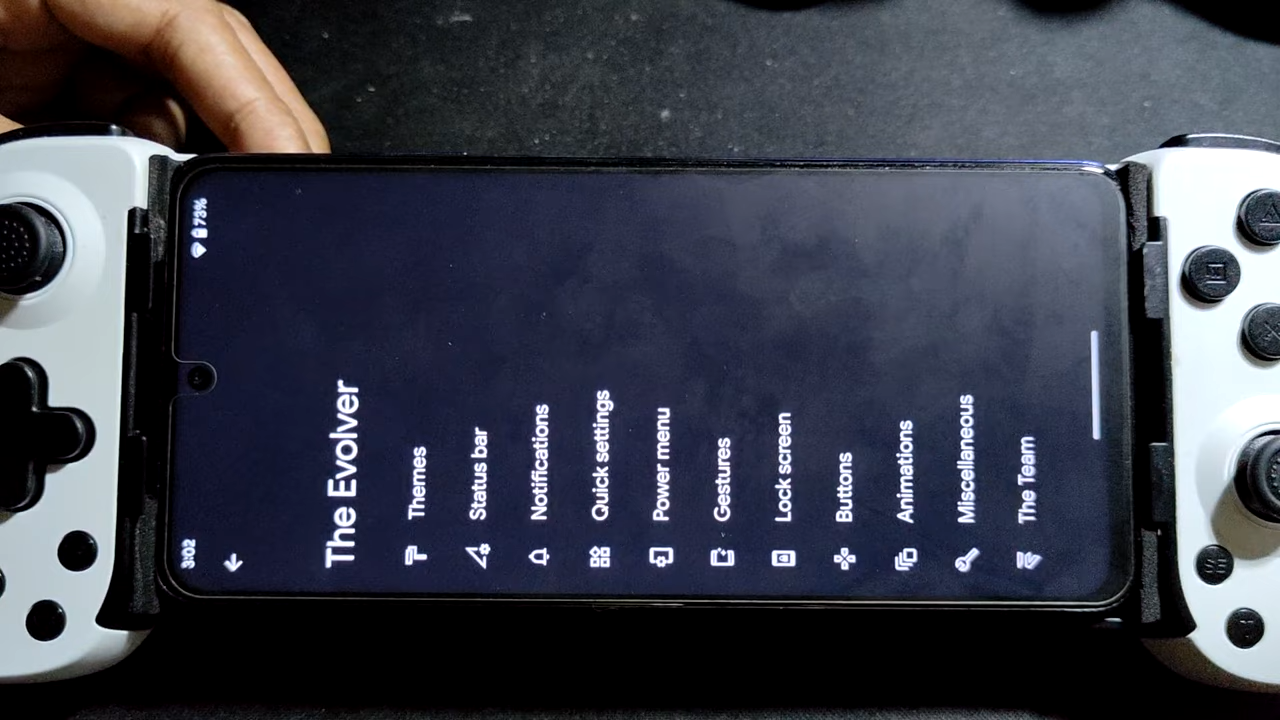 3:02
73%
The Evolver
Themes
Status bar
Notifications
Quick settings
Power menu
Gestures
Lock screen
Buttons
Animations
Miscellaneous
The Team